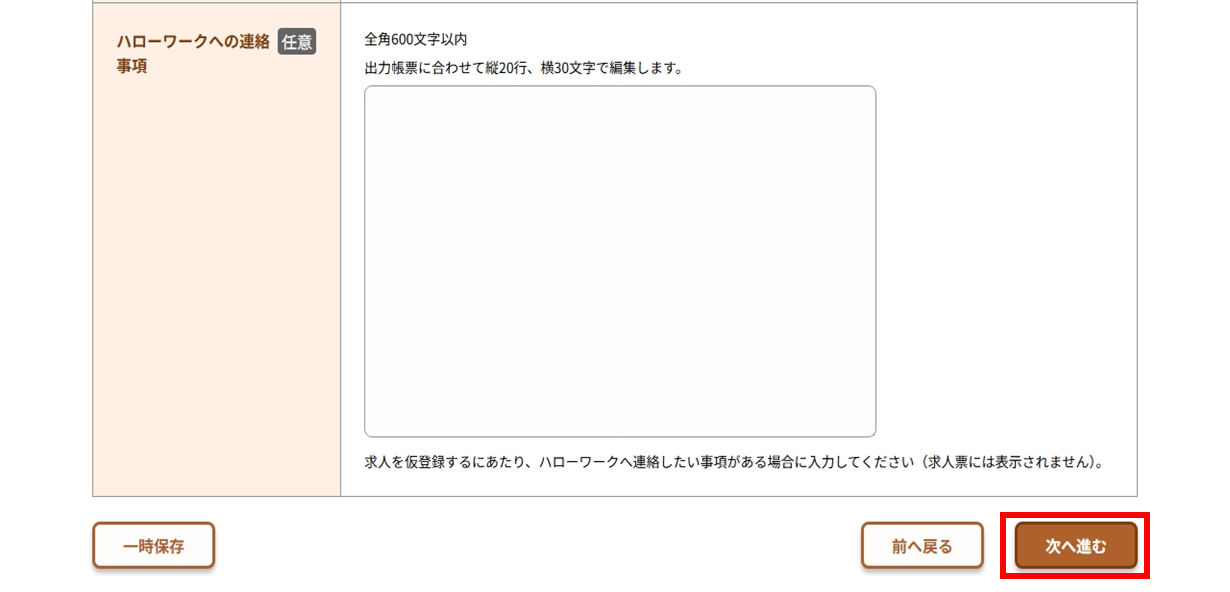 ハローワークへの連絡 任意
事項
全角600文字以内
出力帳票に合わせて縦20行、横30文字で編集します。
求人を仮登録するにあたり、ハローワークへ連絡したい事項がある場合に入力してください（求人票には表示されません）。
一時保存
前へ戻る
次へ進む